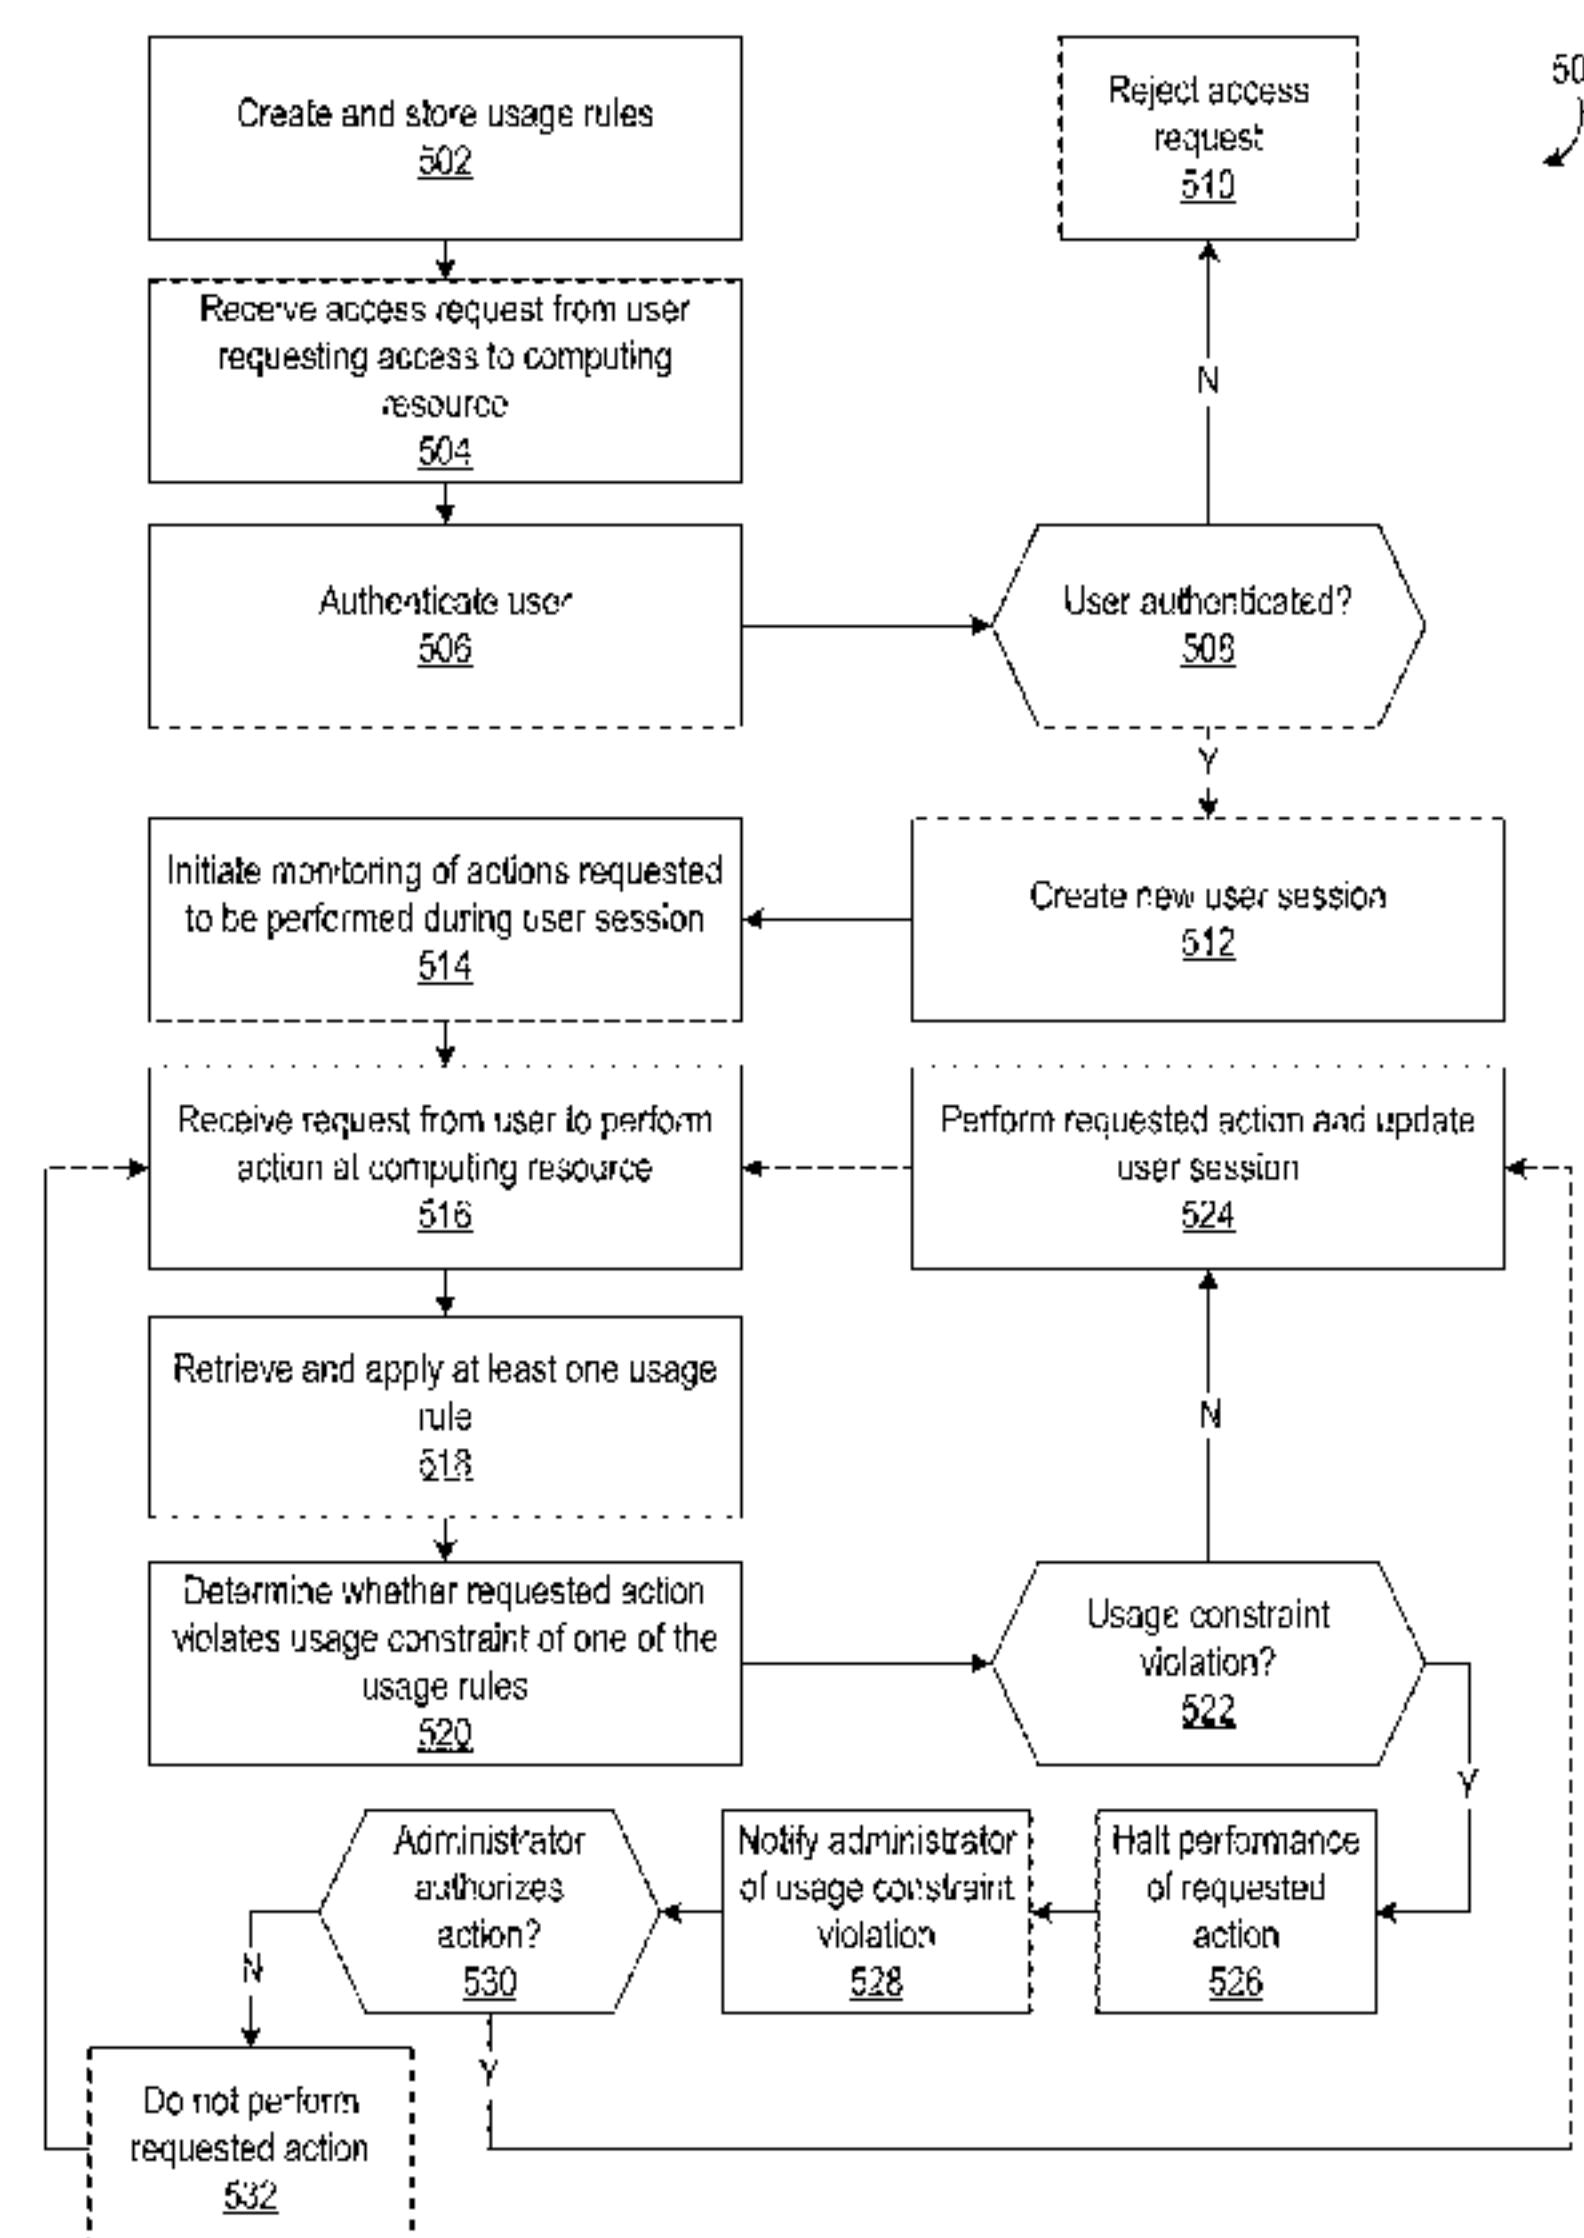 Create and store usage rules
502
Reject access
request
510
50
Receive access request from user
requesting access to computing
resource
504
N
Authenticate user
506
User authenticated?
508
Y
Initiate monitoring of actions requested
to be performed during user session
514
Create new user session
512
Receive request from user to perform
action at computing resource
516
Perform requested action and update
user session
524
Retrieve and apply at least one usage
rule
518
N
Determine whether requested action
violates usage constraint of one of the
usage rules
520
Usage constraint
violation?
522
Y
Administrator
authorizes
action?
530
Notify administrator
of usage constraint
violation
528
Halt performance
of requested
action
526
N
Y
Do not perform
requested action
532